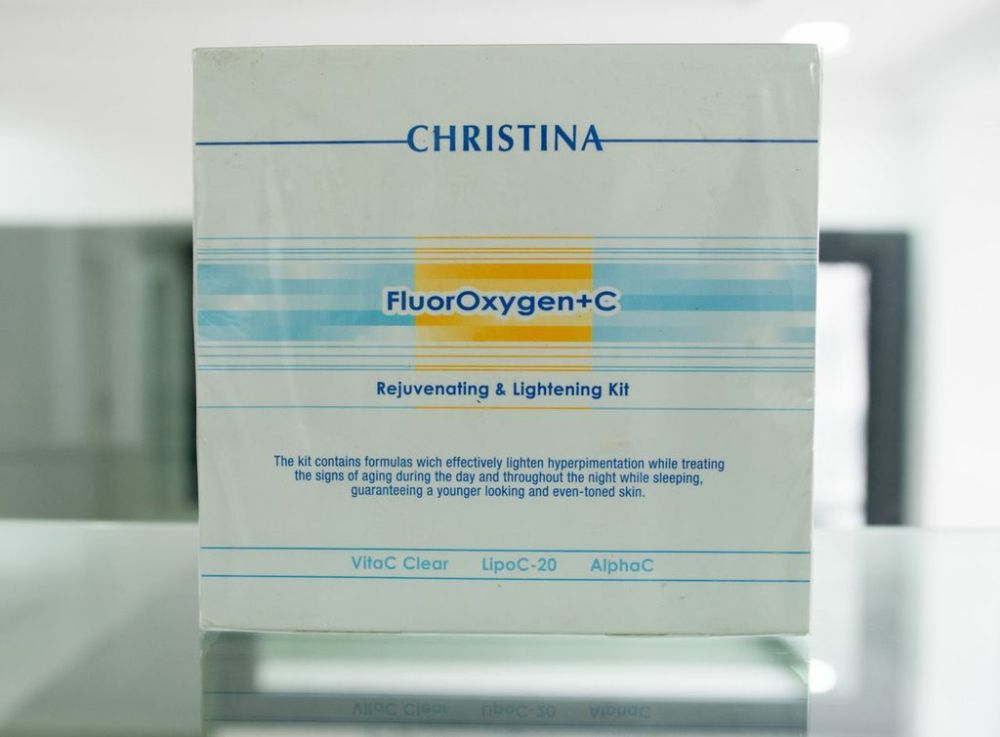 CHRISTINA
FluorOxygen+C
Rejuvenating & Lightening Kit
The kit contains formulas wich effectively lighten hyperpimentation while treating
the signs of aging during the day and throughout the night while sleeping,
guaranteeing a younger looking and even-toned skin.
VitaC Clear LipoC-20 AlphaC